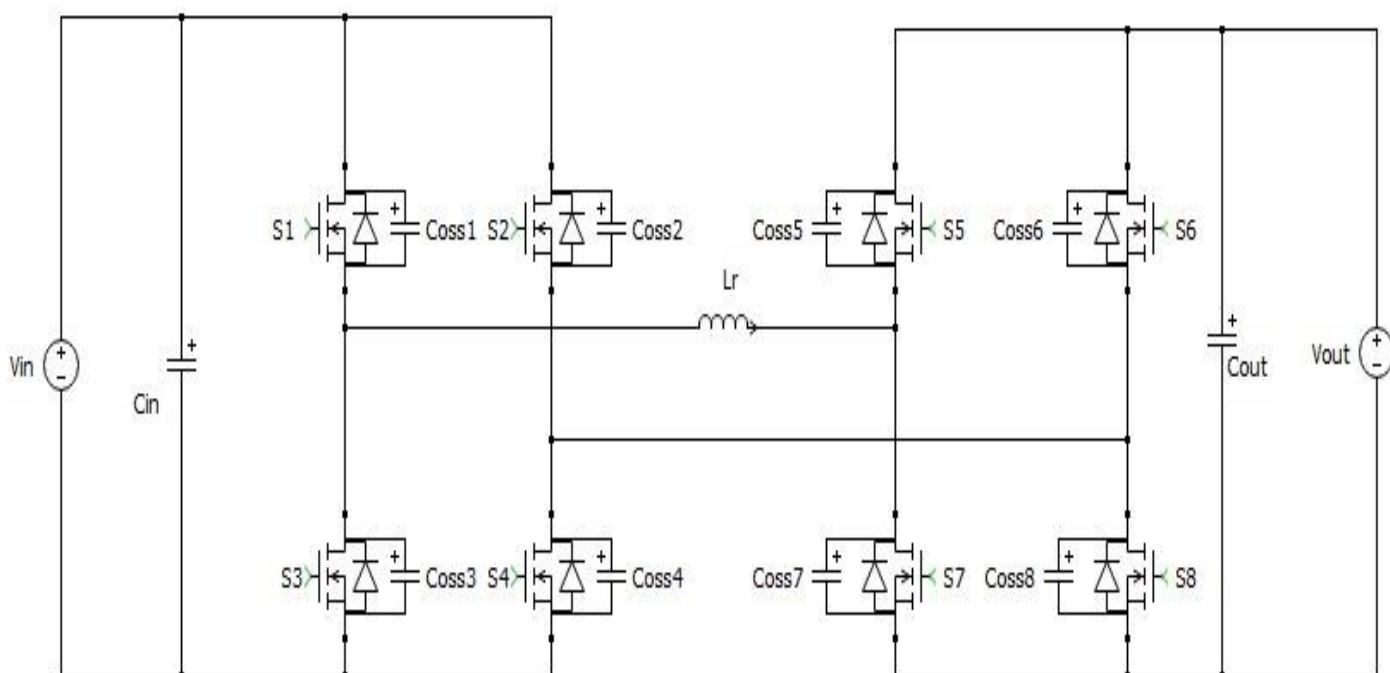 S1 Coss1 S2 Coss2 Coss5 S5 Coss6 S6
Lr
Vin + - Cin + Cout + Vout + -
S3 Coss3 S4 Coss4 Coss7 S7 Coss8 S8